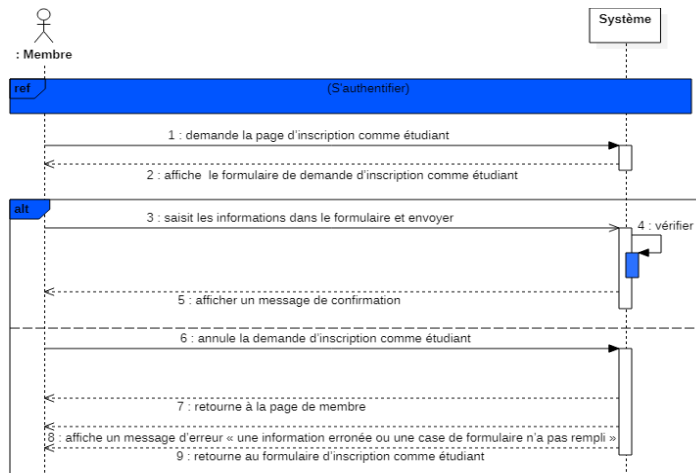 Système
: Membre
ref
(S'authentifier)
1 : demande la page d'inscription comme étudiant
2 : affiche le formulaire de demande d'inscription comme étudiant
alt
3 : saisit les informations dans le formulaire et envoyer
4 : vérifier
5 : afficher un message de confirmation
6 : annule la demande d'inscription comme étudiant
7 : retourne à la page de membre
8 : affiche un message d'erreur « une information erronée ou une case de formulaire n'a pas rempli »
9 : retourne au formulaire d'inscription comme étudiant